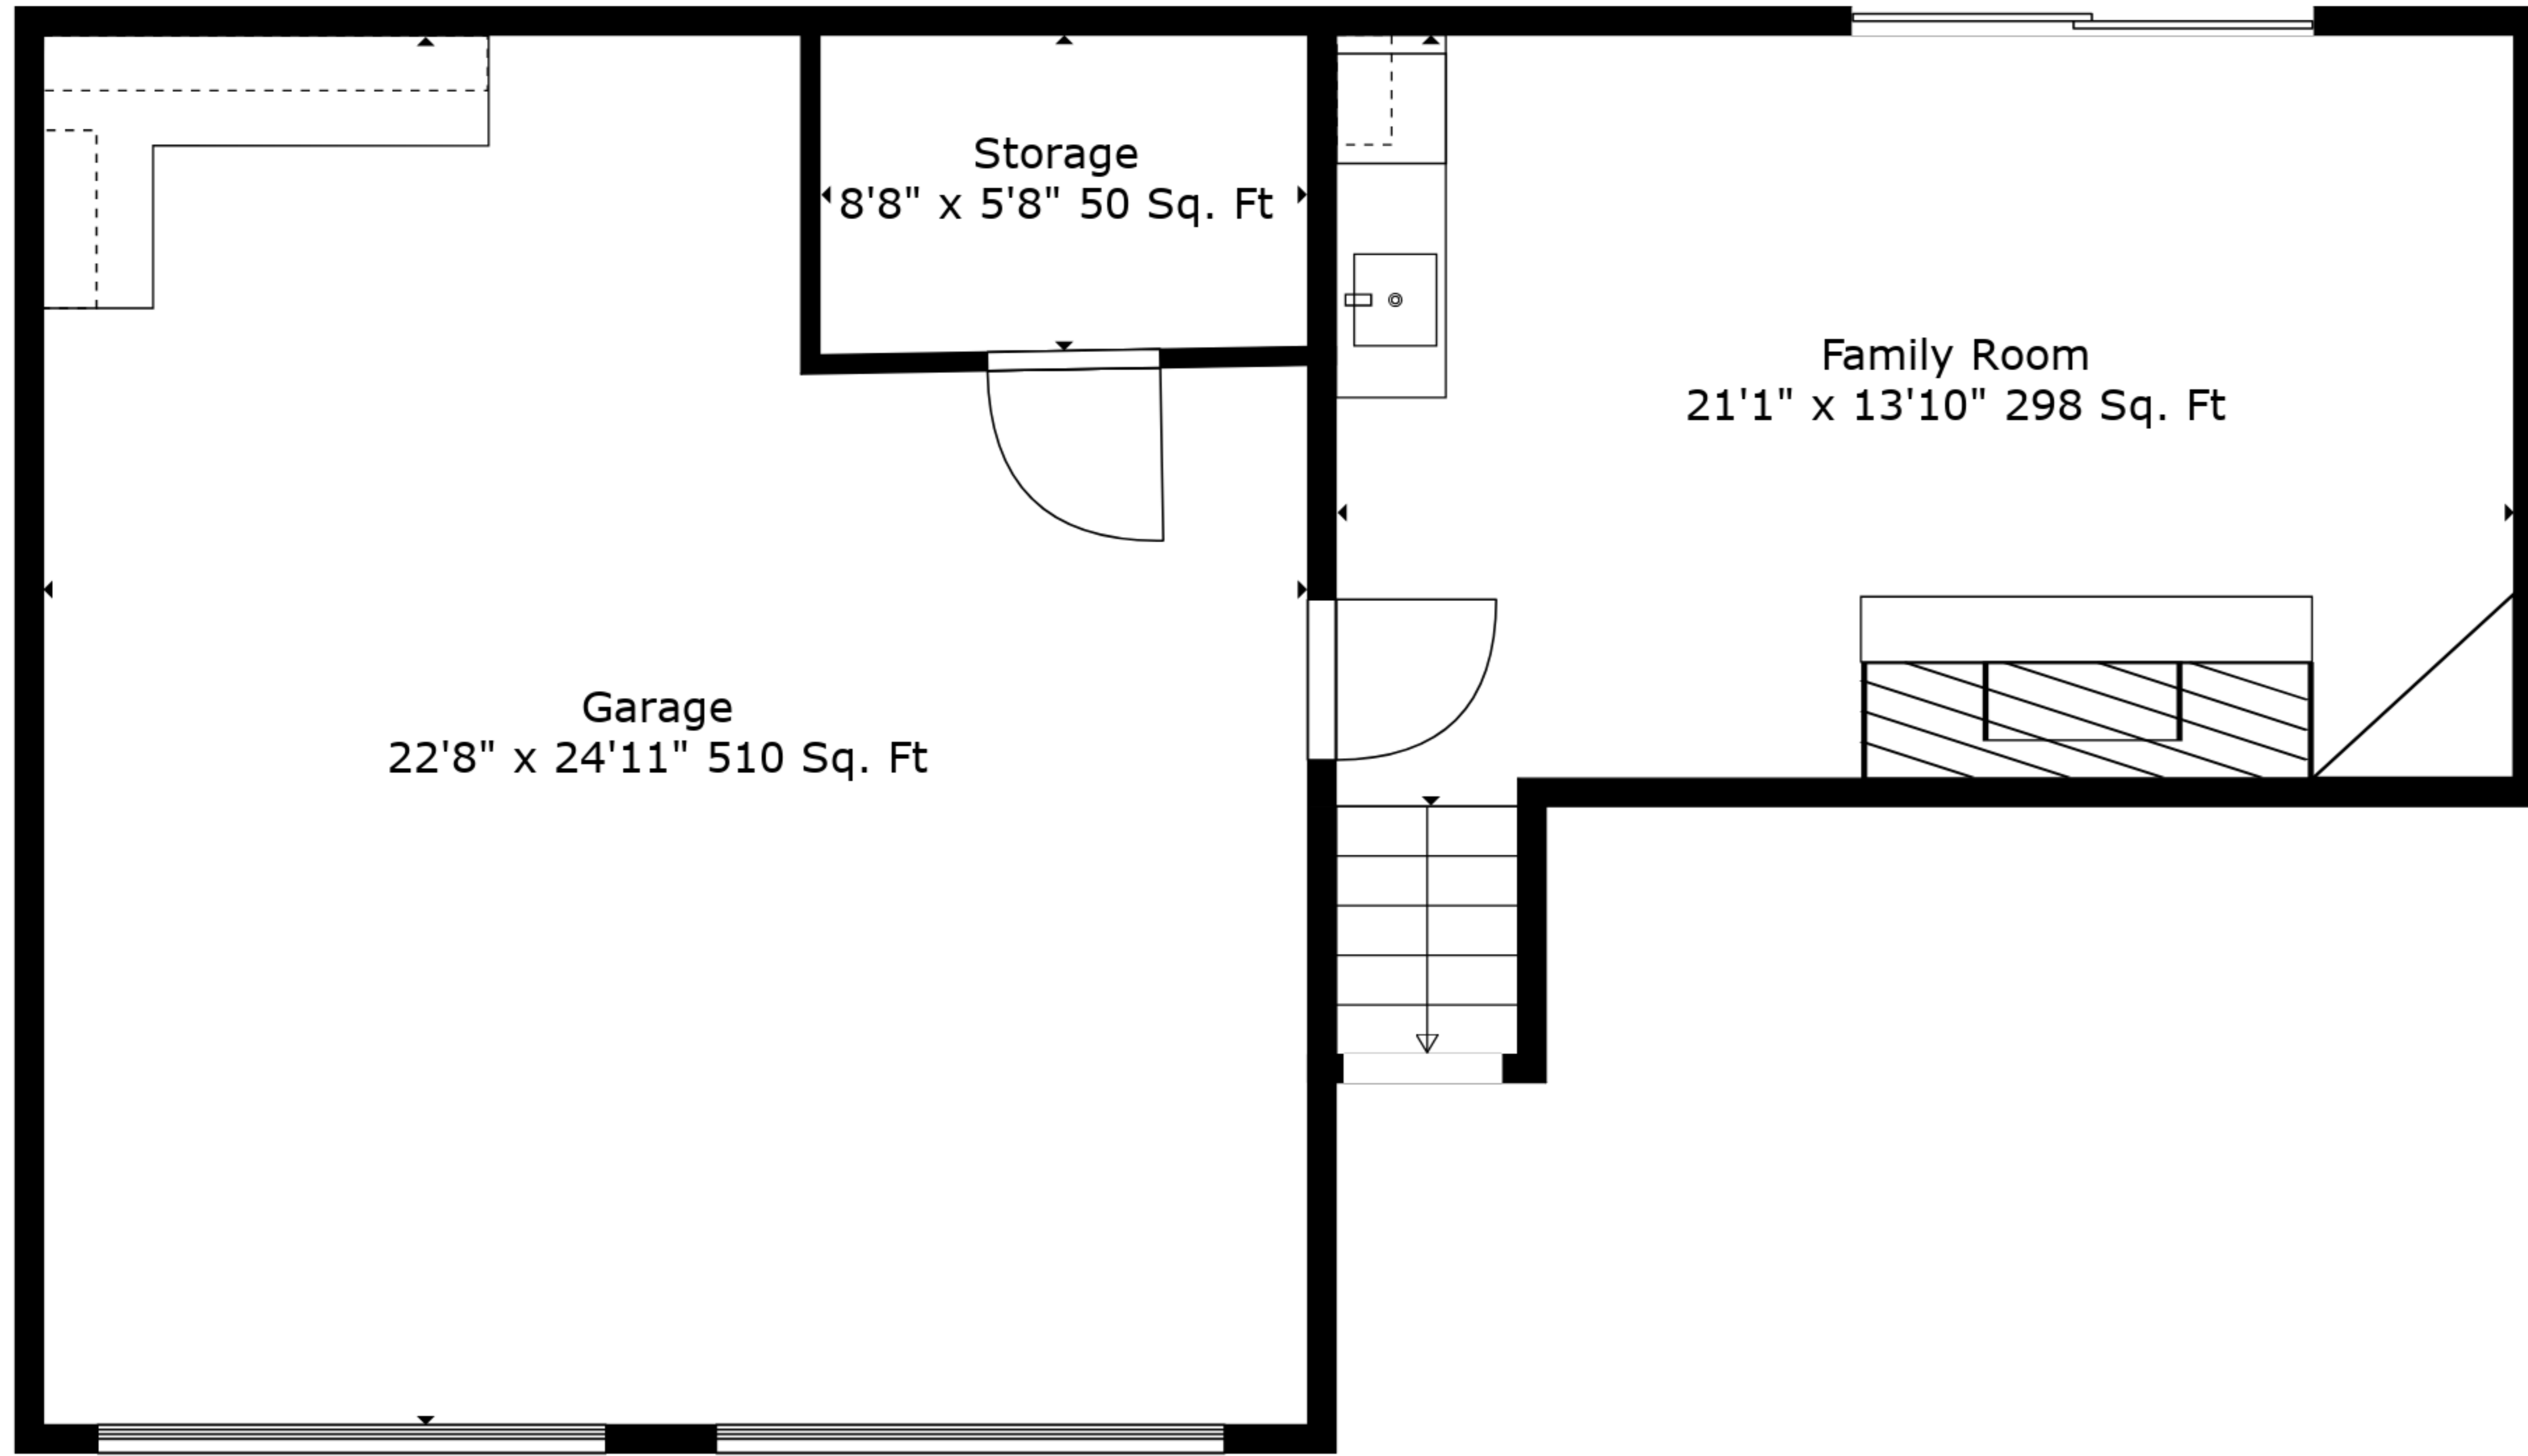 Storage
8'8" x 5'8" 50 Sq. Ft
Family Room
21'1" x 13'10" 298 Sq. Ft
Garage
22'8" x 24'11" 510 Sq. Ft